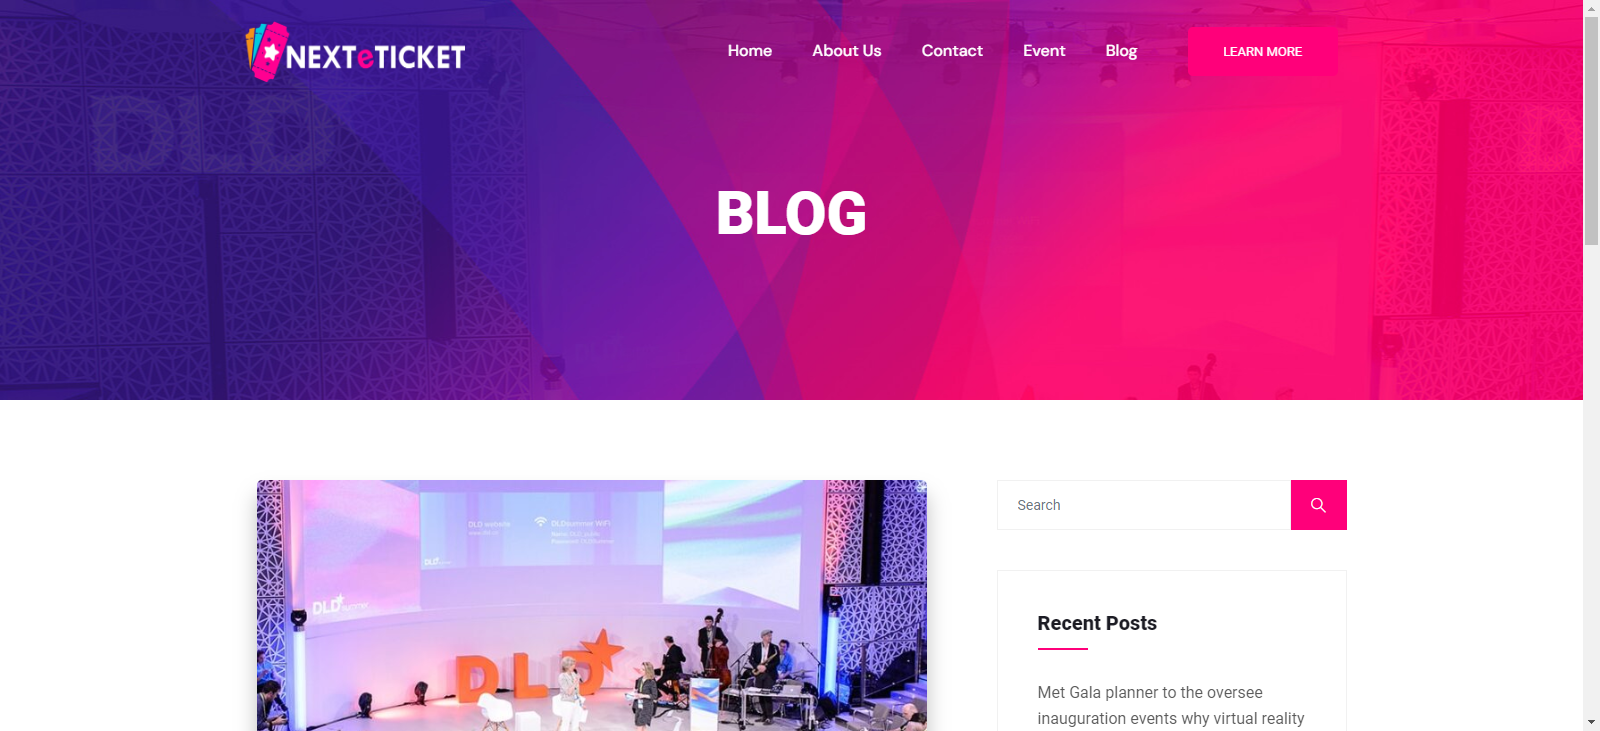 NEXTeTICKET
Home
About Us
Contact
Event
Blog
LEARN MORE
DLD
BLOG
Search
DLD website
DLDsummer WiFi
DLD summer
DLD
Recent Posts
Met Gala planner to the oversee
inauguration events why virtual reality